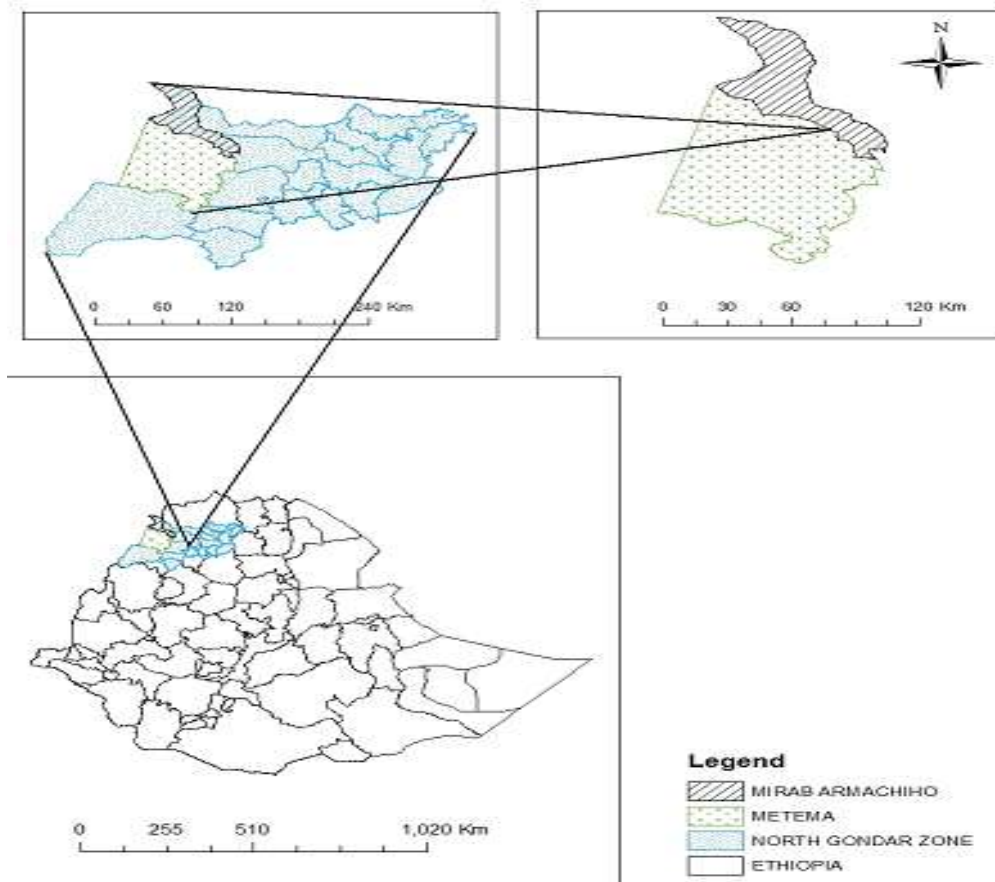 N
0 60 120 240 Km
0 30 60 120 Km
0 255 510 1,020 Km
Legend
MIRAB ARMACHIHO
METEMA
NORTH GONDAR ZONE
ETHIOPIA